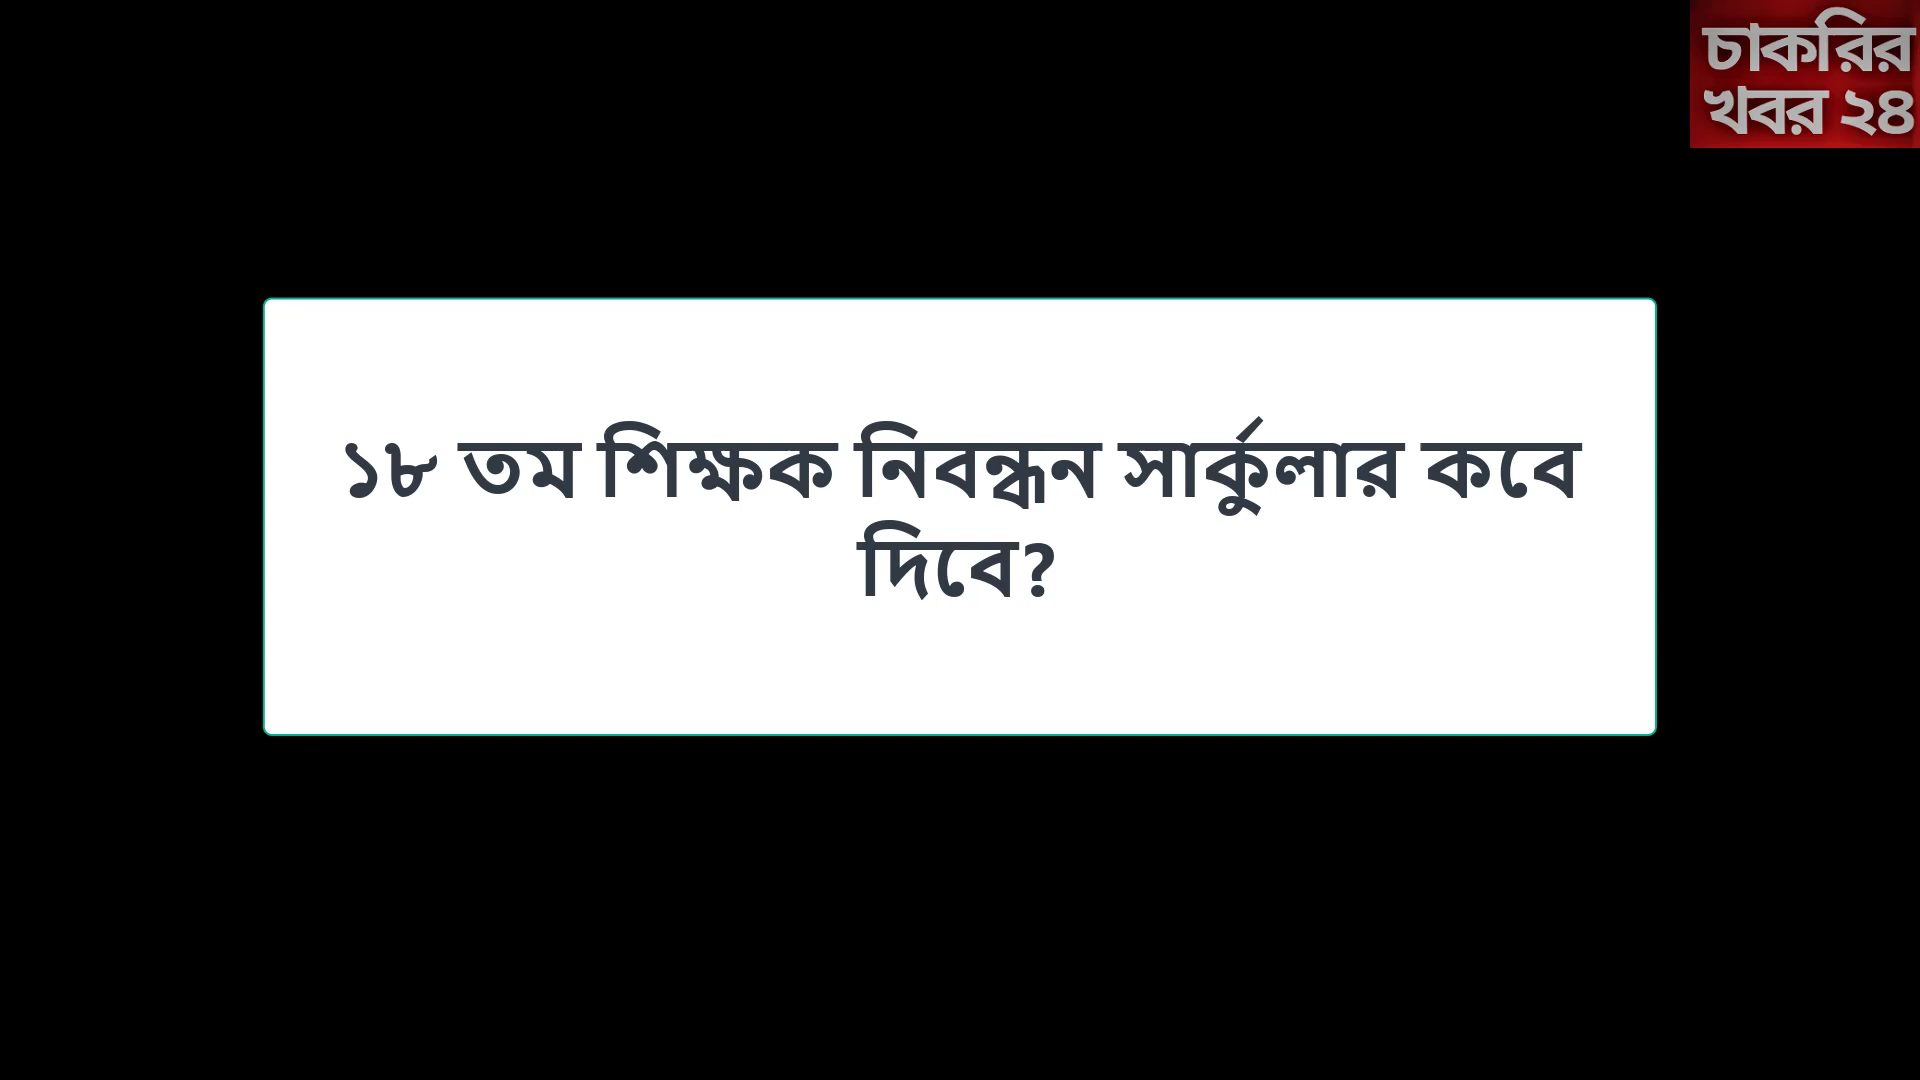 চাকরির
খবর ২৪
১৮ তম শিক্ষক নিবন্ধন সার্কুলার কবে
দিবে?